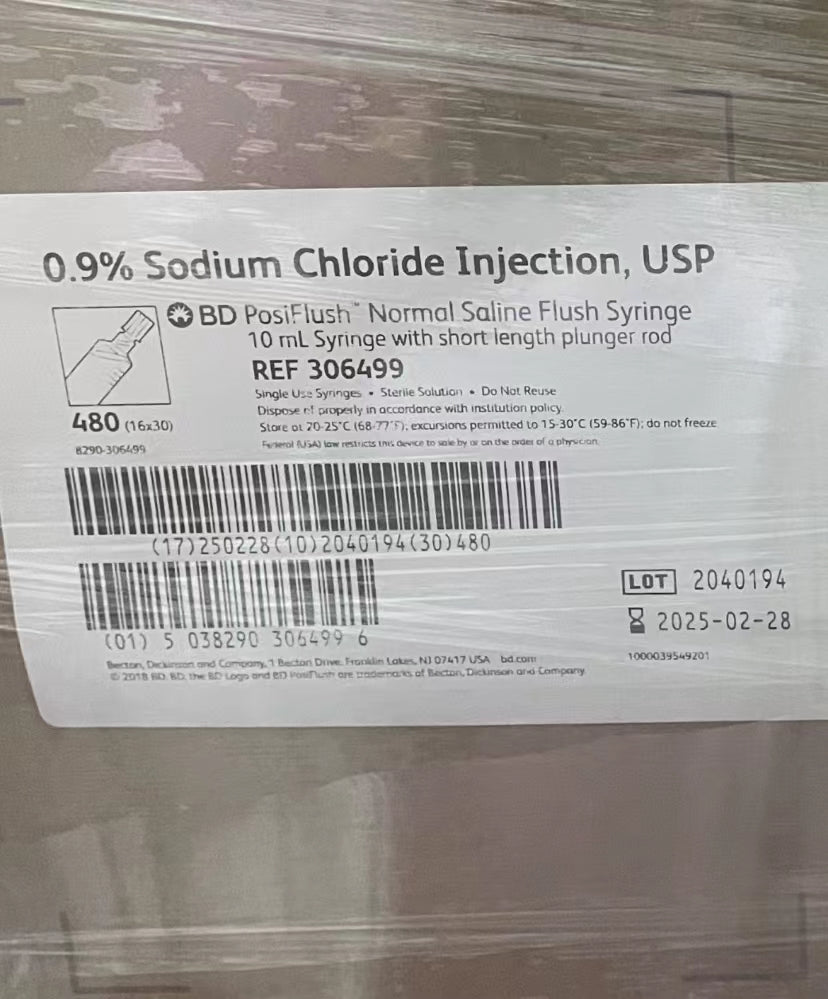 0.9% Sodium Chloride Injection, USP
BD PosiFlush™ Normal Saline Flush Syringe
10 mL Syringe with short length plunger rod
REF 306499
Single Use Syringes • Sterile Solution • Do Not Reuse
Dispose of properly in accordance with institution policy.
Store at 20-25°C (68-77°F); excursions permitted to 15-30°C (59-86°F); do not freeze
Federal (USA) law restricts this device to sale by or on the order of a physician.
480 (16x30)
8290-306499
(17)250228(10)2040194(30)480
(01) 5 038290 306499 6
LOT 2040194
2025-02-28
1000039549201
Becton, Dickinson and Company, 1 Becton Drive, Franklin Lakes, NJ 07417 USA bd.com
© 2018 BD. BD, the BD Logo and BD PosiFlush are trademarks of Becton, Dickinson and Company.